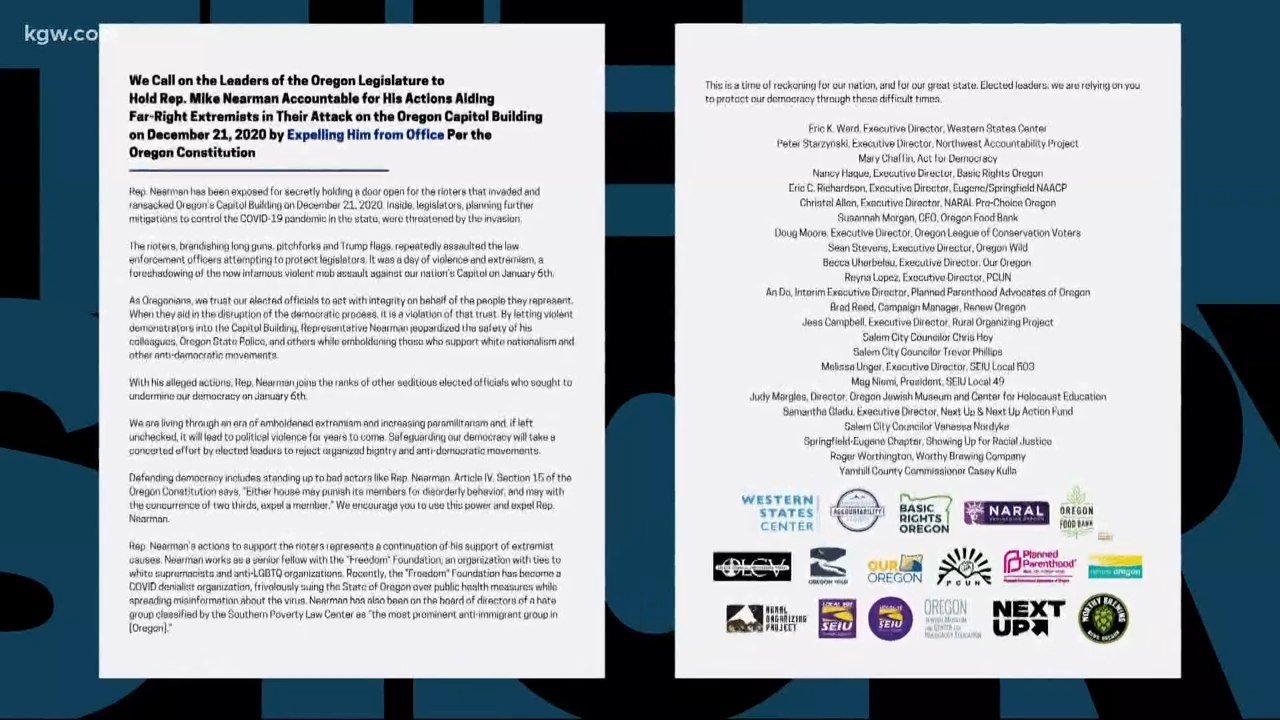 kgw.co
We Call on the Leaders of the Oregon Legislature to
Hold Rep. Mike Nearman Accountable for His Actions Aiding
Far-Right Extremists in Their Attack on the Oregon Capitol Building
on December 21, 2020 by Expelling Him from Office Per the
Oregon Constitution
Rep. Nearman has been exposed for secretly holding a door open for the rioters that invaded and
ransacked Oregon's Capitol Building on December 21, 2020. Inside, legislators, planning further
mitigations to control the COVID-19 pandemic in the state, were threatened by the invasion.
The rioters, brandishing long guns, pitchforks and Trump flags, repeatedly assaulted the law
enforcement officers attempting to protect legislators. It was a day of violence and extremism, a
foreshadowing of the now infamous violent mob assault against our nation's Capitol on January 6th.
As Oregonians, we trust our elected officials to act with integrity on behalf of the people they represent.
When they aid in the disruption of the democratic process, it is a violation of that trust. By letting violent
demonstrators into the Capitol Building, Representative Nearman jeopardized the safety of his
colleagues, Oregon State Police, and others while emboldening those who support white nationalism and
other anti-democratic movements.
With his alleged actions, Rep. Nearman joins the ranks of other seditious elected officials who sought to
undermine our democracy on January 6th.
We are living through an era of emboldened extremism and increasing paramilitarism and, if left
unchecked, it will lead to political violence for years to come. Safeguarding our democracy will take a
concerted effort by elected leaders to reject organized bigotry and anti-democratic movements.
Defending democracy includes standing up to bad actors like Rep. Nearman. Article IV, Section 15 of the
Oregon Constitution says, "Either house may punish its members for disorderly behavior, and may with
the concurrence of two thirds, expel a member." We encourage you to use this power and expel Rep.
Nearman.
Rep. Nearman's actions to support the rioters represents a continuation of his support of extremist
causes. Nearman works as a senior fellow with the "Freedom" Foundation, an organization with ties to
white supremacists and anti-LGBTQ organizations. Recently, the "Freedom" Foundation has become a
COVID denialist organization, frivolously suing the State of Oregon over public health measures while
spreading misinformation about the virus. Nearman has also been on the board of directors of a hate
group classified by the Southern Poverty Law Center as "the most prominent anti-immigrant group in
[Oregon]."
This is a time of reckoning for our nation, and for our great state. Elected leaders, we are relying on you
to protect our democracy through these difficult times.
Eric K. Ward, Executive Director, Western States Center
Peter Starzynski, Executive Director, Northwest Accountability Project
Mary Chaffin, Act for Democracy
Nancy Haque, Executive Director, Basic Rights Oregon
Eric C. Richardson, Executive Director, Eugene/Springfield NAACP
Christel Allen, Executive Director, NARAL Pro-Choice Oregon
Susannah Morgan, CEO, Oregon Food Bank
Doug Moore, Executive Director, Oregon League of Conservation Voters
Sean Stevens, Executive Director, Oregon Wild
Becca Uherbelau, Executive Director, Our Oregon
Reyna Lopez, Executive Director, PCUN
An Do, Interim Executive Director, Planned Parenthood Advocates of Oregon
Brad Reed, Campaign Manager, Renew Oregon
Jess Campbell, Executive Director, Rural Organizing Project
Salem City Councilor Chris Hoy
Salem City Councilor Trevor Phillips
Melissa Unger, Executive Director, SEIU Local 503
Meg Niemi, President, SEIU Local 49
Judy Margles, Director, Oregon Jewish Museum and Center for Holocaust Education
Samantha Gladu, Executive Director, Next Up & Next Up Action Fund
Salem City Councilor Vanessa Nordyke
Springfield-Eugene Chapter, Showing Up for Racial Justice
Roger Worthington, Worthy Brewing Company
Yamhill County Commissioner Casey Kulla
WESTERN STATES CENTER
ACCOUNTABILITY
BASIC RIGHTS OREGON
NARAL
OREGON FOOD BANK
OLCV
OREGON WILD
OUR OREGON
PCUN
Planned Parenthood
renew oregon
RURAL ORGANIZING PROJECT
LOCAL 503 SEIU
LOCAL 49 SEIU
OREGON JEWISH MUSEUM AND CENTER FOR HOLOCAUST EDUCATION
NEXT UP
WORTHY BREWING